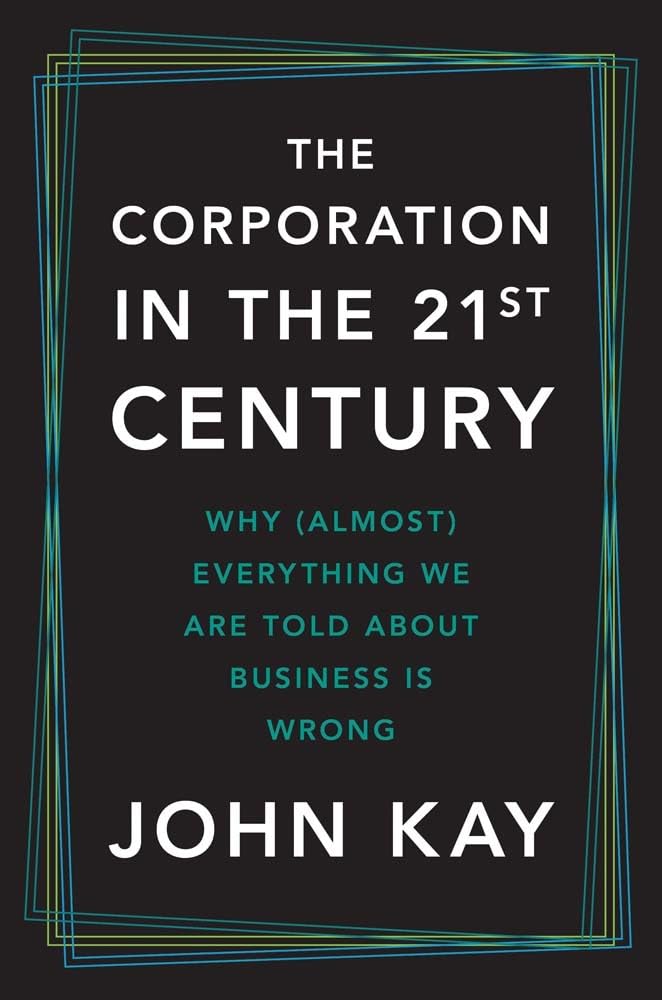 THE
CORPORATION
IN THE 21ST
CENTURY
WHY (ALMOST)
EVERYTHING WE
ARE TOLD ABOUT
BUSINESS IS
WRONG
JOHN KAY